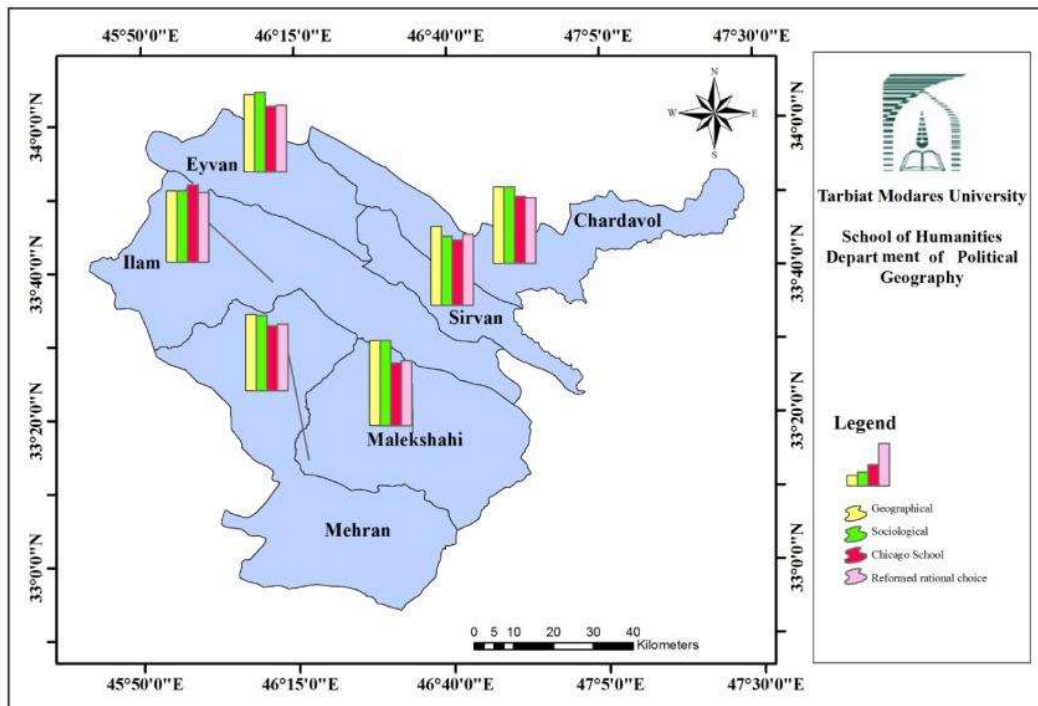 45°50'0"E 46°15'0"E 46°40'0"E 47°5'0"E 47°30'0"E
34°0'0"N
33°40'0"N
33°20'0"N
33°0'0"N
N
W E
S
Eyvan
Ilam
Chardavol
Sirvan
Malekshahi
Mehran
0 5 10 20 30 40
Kilometers
34°0'0"N
33°40'0"N
33°20'0"N
33°0'0"N
45°50'0"E 46°15'0"E 46°40'0"E 47°5'0"E 47°30'0"E
Tarbiat Modares University
School of Humanities
Department of Political
Geography
Legend
Geographical
Sociological
Chicago School
Reformed rational choice